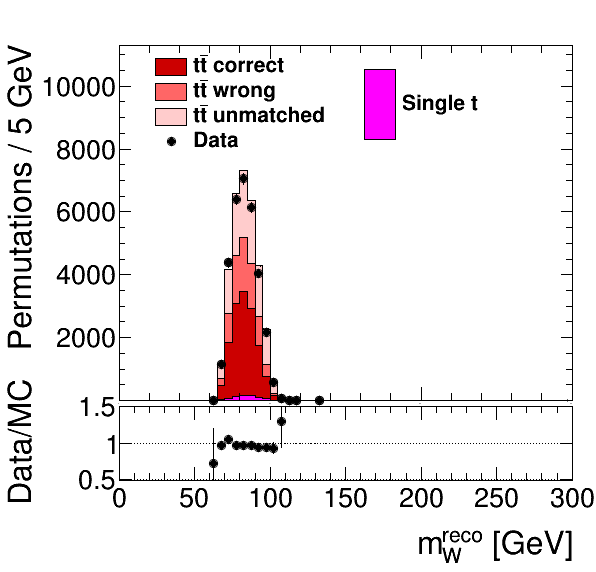 tt̄ correct
tt̄ wrong
tt̄ unmatched
Data
Single t
Permutations / 5 GeV
10000
8000
6000
4000
2000
Data/MC
1.5
1
0.5
0 50 100 150 200 250 300
m_W^reco [GeV]